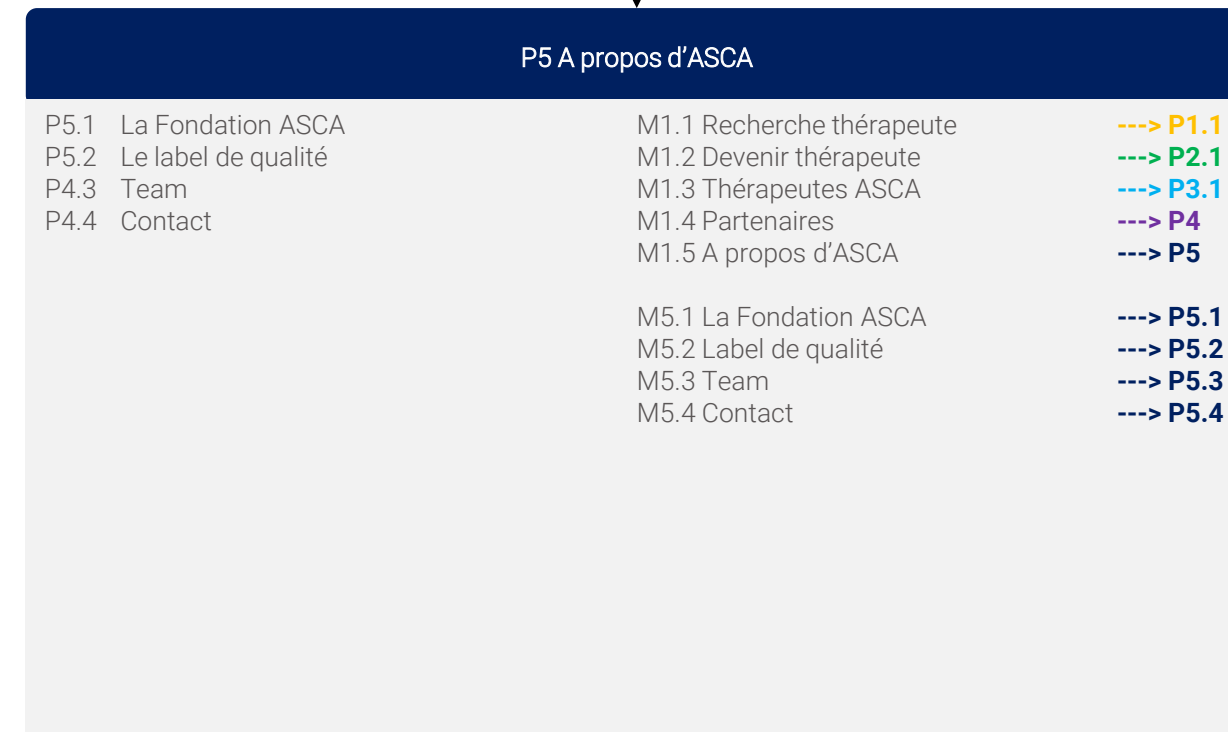 P5 A propos d’ASCA
P5.1 La Fondation ASCA
P5.2 Le label de qualité
P4.3 Team
P4.4 Contact
M1.1 Recherche thérapeute ---> P1.1
M1.2 Devenir thérapeute ---> P2.1
M1.3 Thérapeutes ASCA ---> P3.1
M1.4 Partenaires ---> P4
M1.5 A propos d’ASCA ---> P5
M5.1 La Fondation ASCA ---> P5.1
M5.2 Label de qualité ---> P5.2
M5.3 Team ---> P5.3
M5.4 Contact ---> P5.4